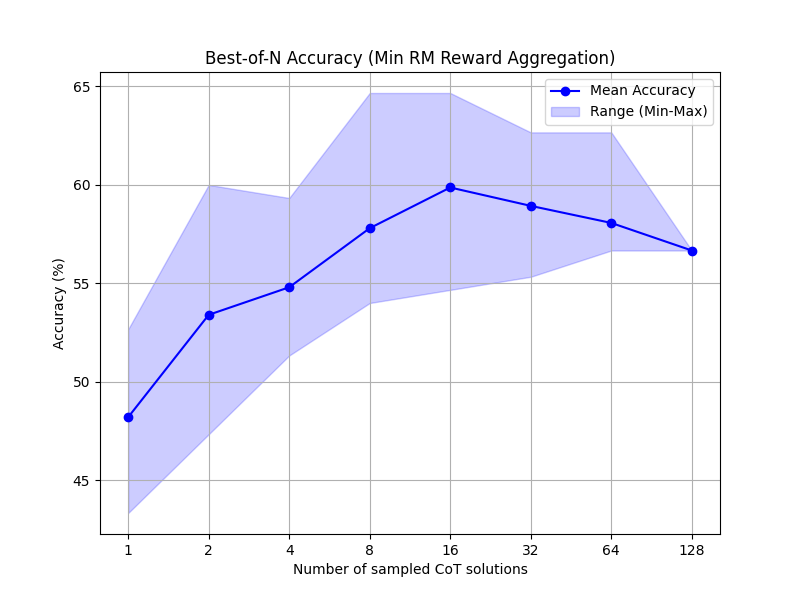 Best-of-N Accuracy (Min RM Reward Aggregation)
Mean Accuracy
Range (Min-Max)
Accuracy (%)
65
60
55
50
45
1 2 4 8 16 32 64 128
Number of sampled CoT solutions